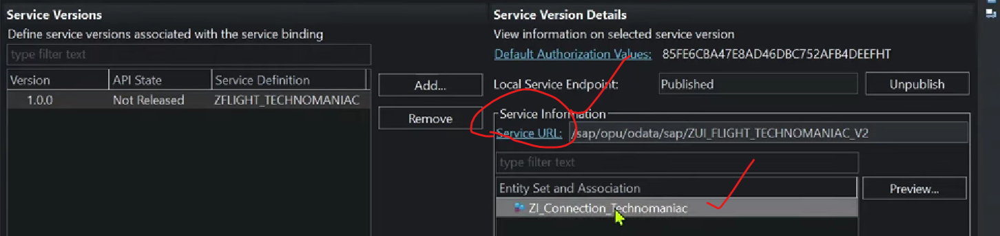 Service Versions
Define service versions associated with the service binding
type filter text
Version API State Service Definition
1.0.0 Not Released ZFLIGHT_TECHNOMANIAC
Add...
Remove
Service Version Details
View information on selected service version
Default Authorization Values: 85FE6CBA47E8AD46DBC752AFB4DEEFHT
Local Service Endpoint: Published Unpublish
Service Information
Service URL: /sap/opu/odata/sap/ZUI_FLIGHT_TECHNOMANIAC_V2
type filter text
Entity Set and Association
Preview...
ZI_Connection_Technomaniac